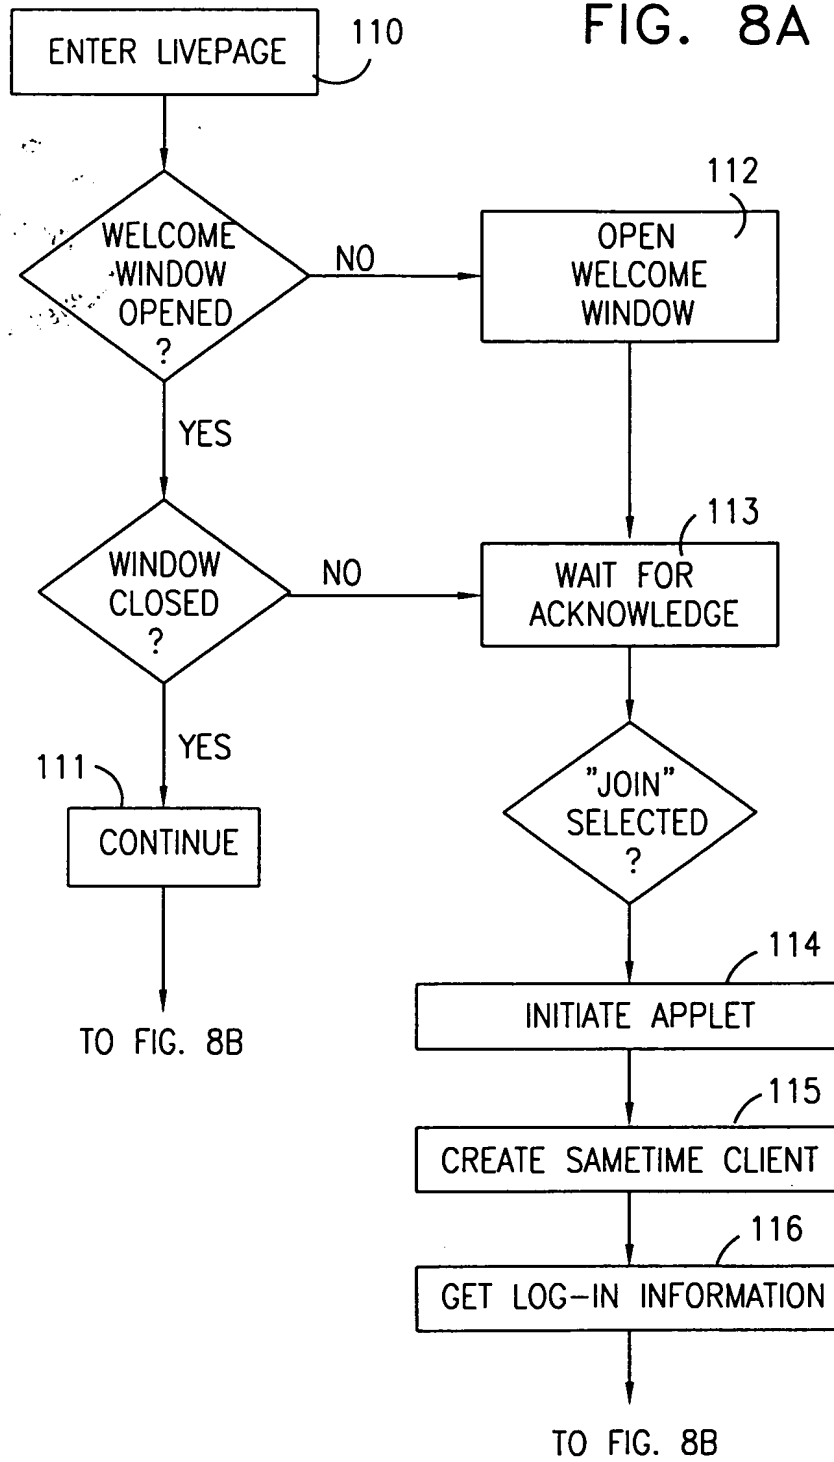 FIG. 8A
ENTER LIVEPAGE
110
WELCOME
WINDOW
OPENED
?
NO
112
OPEN
WELCOME
WINDOW
YES
WINDOW
CLOSED
?
NO
113
WAIT FOR
ACKNOWLEDGE
YES
111
CONTINUE
TO FIG. 8B
"JOIN"
SELECTED
?
114
INITIATE APPLET
115
CREATE SAMETIME CLIENT
116
GET LOG-IN INFORMATION
TO FIG. 8B